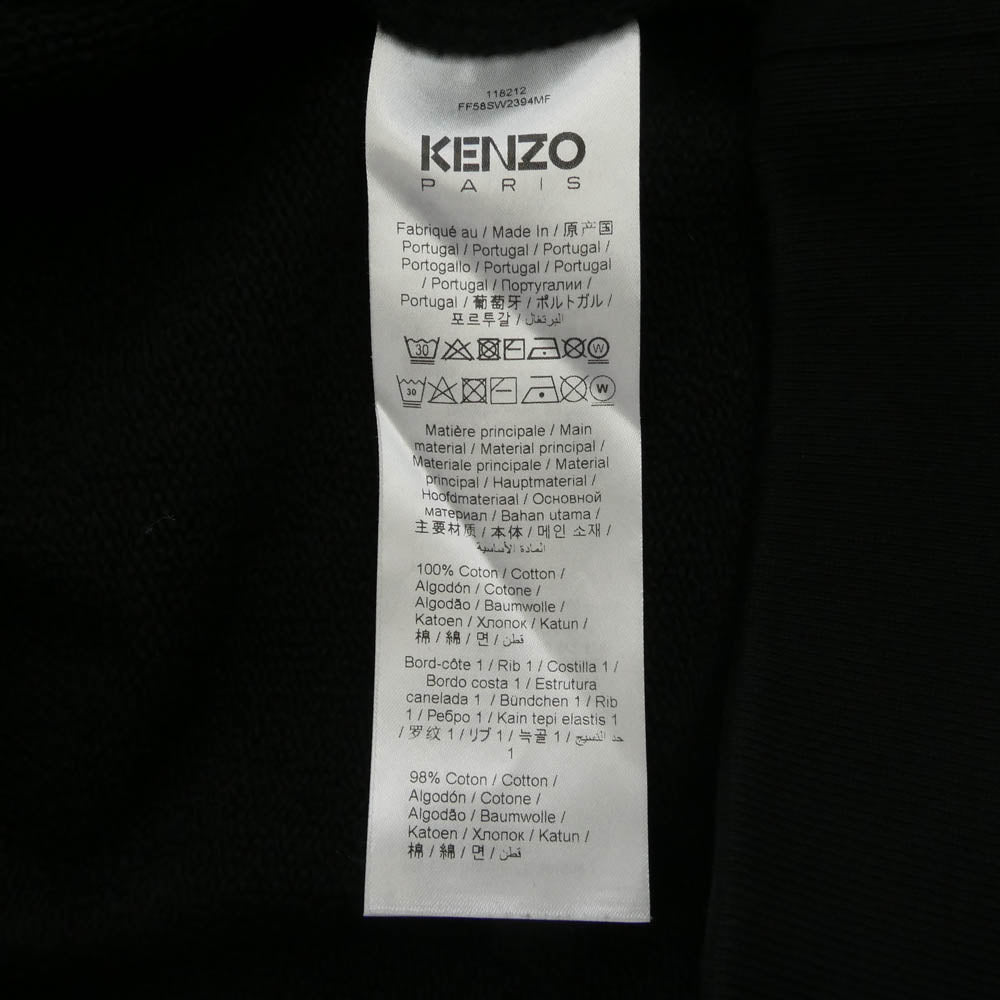 118212
FF58SW2394MF
KENZO
PARIS
Fabriqué au / Made In / 原产国
Portugal / Portugal / Portugal /
Portogallo / Portugal / Portugal
/ Portugal / Португалии /
Portugal / 葡萄牙 / ポルトガル /
포르투갈 / البرتغال
30 W
30 W
Matière principale / Main
material / Material principal /
Materiale principale / Material
principal / Hauptmaterial /
Hoofdmateriaal / Основной
материал / Bahan utama /
主要材质 / 本体 / 메인 소재 /
المادة الأساسية
100% Coton / Cotton /
Algodón / Cotone /
Algodão / Baumwolle /
Katoen / Хлопок / Katun /
棉 / 綿 / 면 / قطن
Bord-côte 1 / Rib 1 / Costilla 1 /
Bordo costa 1 / Estrutura
canelada 1 / Bündchen 1 / Rib
1 / Ребро 1 / Kain tepi elastis 1
/ 罗纹 1 / リブ 1 / 늑골 1 / حد النسيج
1
98% Coton / Cotton /
Algodón / Cotone /
Algodão / Baumwolle /
Katoen / Хлопок / Katun /
棉 / 綿 / 면 / قطن